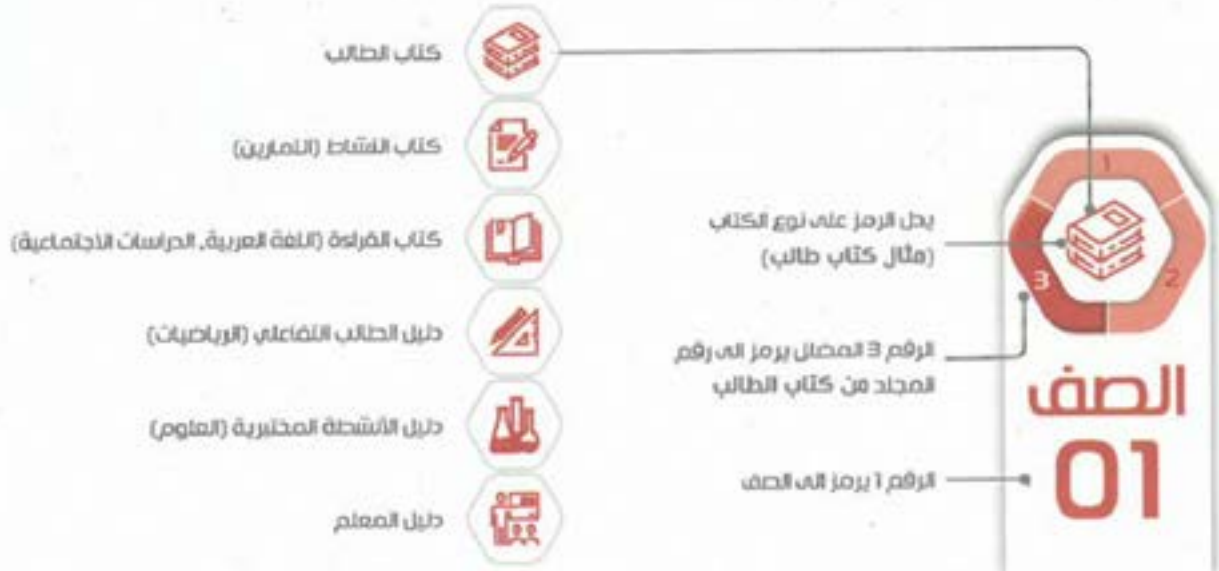 1
2
3
الصف
01
يدل الرمز على نوع الكتاب
(مثال كتاب طالب)
الرقم 3 المضلل يرمز الى رقم
المجلد من كتاب الطالب
الرقم 1 يرمز الى الصف
كتاب الطالب
كتاب النشاط (التمارين)
كتاب القراءة (اللغة العربية, الدراسات الاجتماعية)
دليل الطالب التفاعلي (الرياضيات)
دليل الأنشطة المختبرية (العلوم)
دليل المعلم